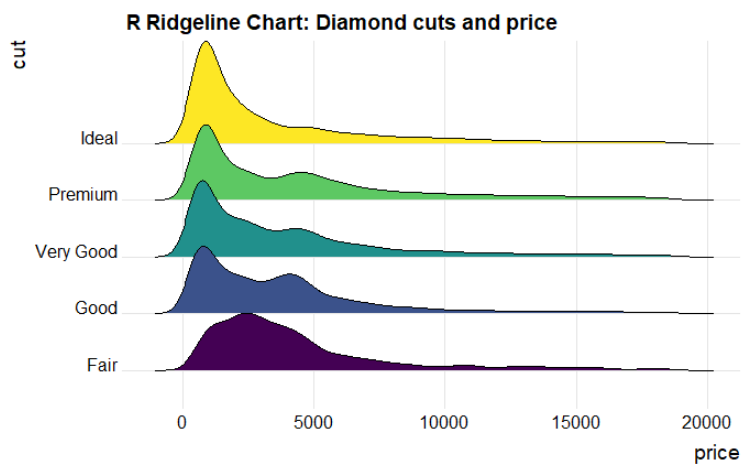 R Ridgeline Chart: Diamond cuts and price
cut
Ideal
Premium
Very Good
Good
Fair
0 5000 10000 15000 20000
price